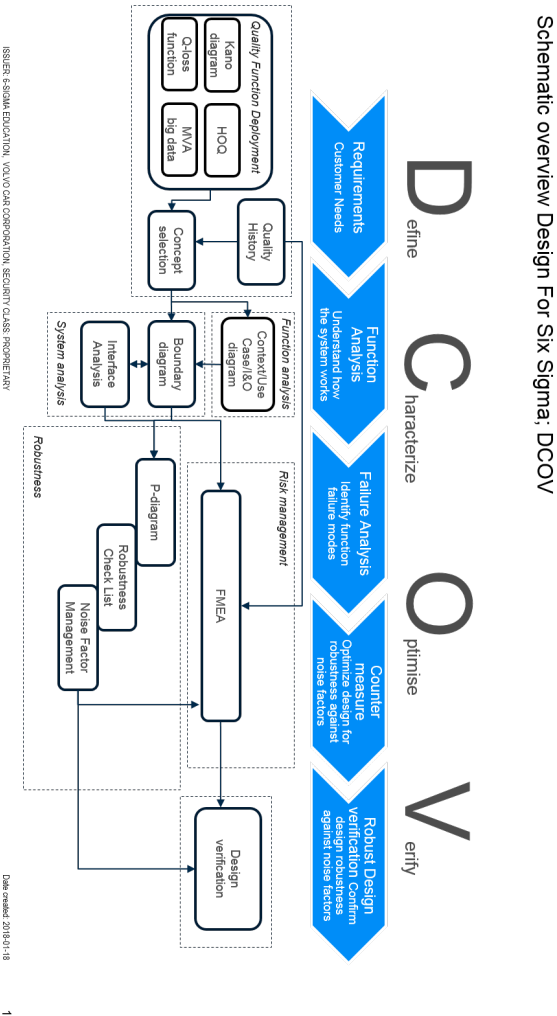 Schematic overview Design For Six Sigma; DCOV
D
efine
C
haracterize
O
ptimise
V
erify
Requirements
Customer Needs
Function
Analysis
Understand how
the system works
Failure Analysis
Identify function
failure modes
Counter
measure
Optimize design for
robustness against
noise factors
Robust Design
verification Confirm
design robustness
against noise factors
Quality Function Deployment
Kano
diagram
HOQ
Q-loss
function
MVA
big data
Quality
History
Concept
selection
Function analysis
Context/Use
Case/I&O
diagram
Boundary
diagram
Interface
Analysis
System analysis
Risk management
FMEA
P-diagram
Robustness
Check List
Noise Factor
Management
Robustness
Design
verification
ISSUER: 6-SIGMA EDUCATION, VOLVO CAR CORPORATION, SECURITY CLASS: PROPRIETARY
Date created: 2018-01-18
1